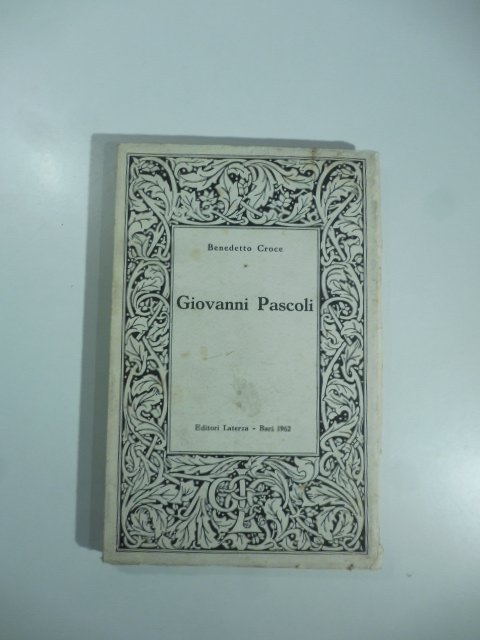 Benedetto Croce
Giovanni Pascoli
Editori Laterza - Bari 1962